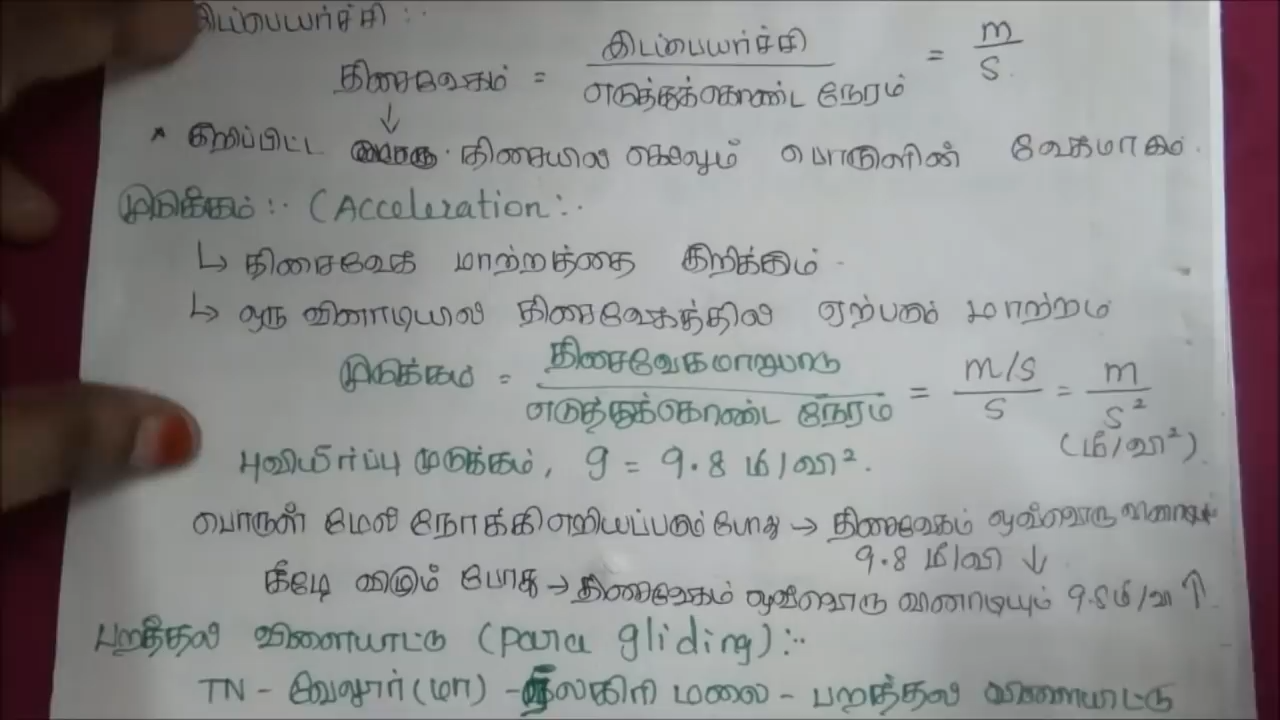 இடப்பெயர்ச்சி :-
திசைவேகம் = இடப்பெயர்ச்சி / எடுத்துக்கொண்ட நேரம் = m/s
↓
* குறிப்பிட்ட திசையில் செல்லும் பொருளின் வேகமாகும்.
முடுக்கம் :- (Acceleration :-
↳ திசைவேக மாற்றத்தை குறிக்கும்.
↳ ஒரு வினாடியில் திசைவேகத்தில் ஏற்படும் மாற்றம்
முடுக்கம் = திசைவேகமாறுபாடு / எடுத்துக்கொண்ட நேரம் = m/s / s = m / s²
(மீ/வி²)
புவியீர்ப்பு முடுக்கம், g = 9.8 மீ/வி².
பொருள் மேல் நோக்கி எறியப்படும் போது → திசைவேகம் ஒவ்வொரு
9.8 மீ/வி ↓
கீழே விழும் போது → திசைவேகம் ஒவ்வொரு வினாடியும் 9.8மீ/வி ↑.
பறத்தல் விளையாட்டு (para gliding) :-
TN - வேலூர்(மா) - மலை - பறத்தல் விளையாட்டு